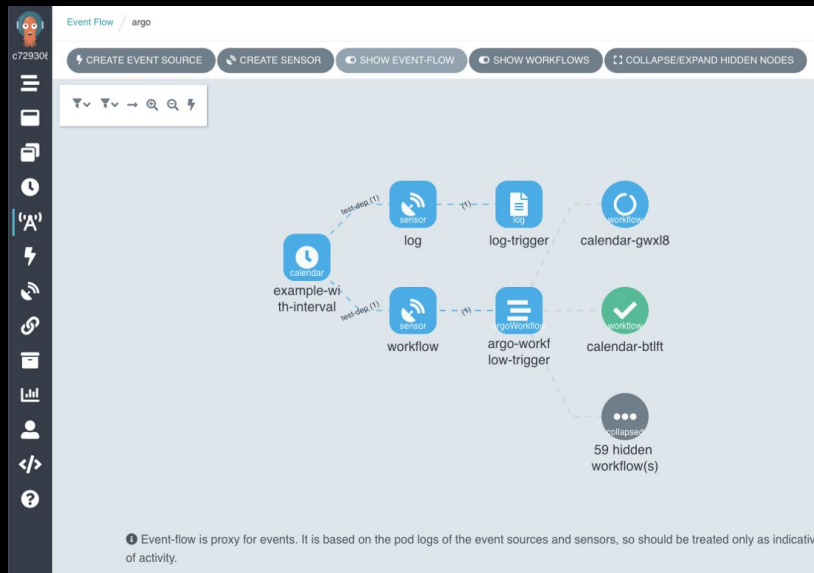 Event Flow / argo
c729306
CREATE EVENT SOURCE
CREATE SENSOR
SHOW EVENT-FLOW
SHOW WORKFLOWS
COLLAPSE/EXPAND HIDDEN NODES
test-dep (1)
sensor
log
(1)
log
log-trigger
workflow
calendar-gwxl8
calendar
example-wi
th-interval
test-dep (1)
sensor
workflow
(1)
argoWorkflow
argo-workf
low-trigger
workflow
calendar-btlft
collapsed
59 hidden
workflow(s)
Event-flow is proxy for events. It is based on the pod logs of the event sources and sensors, so should be treated only as indicativ
of activity.